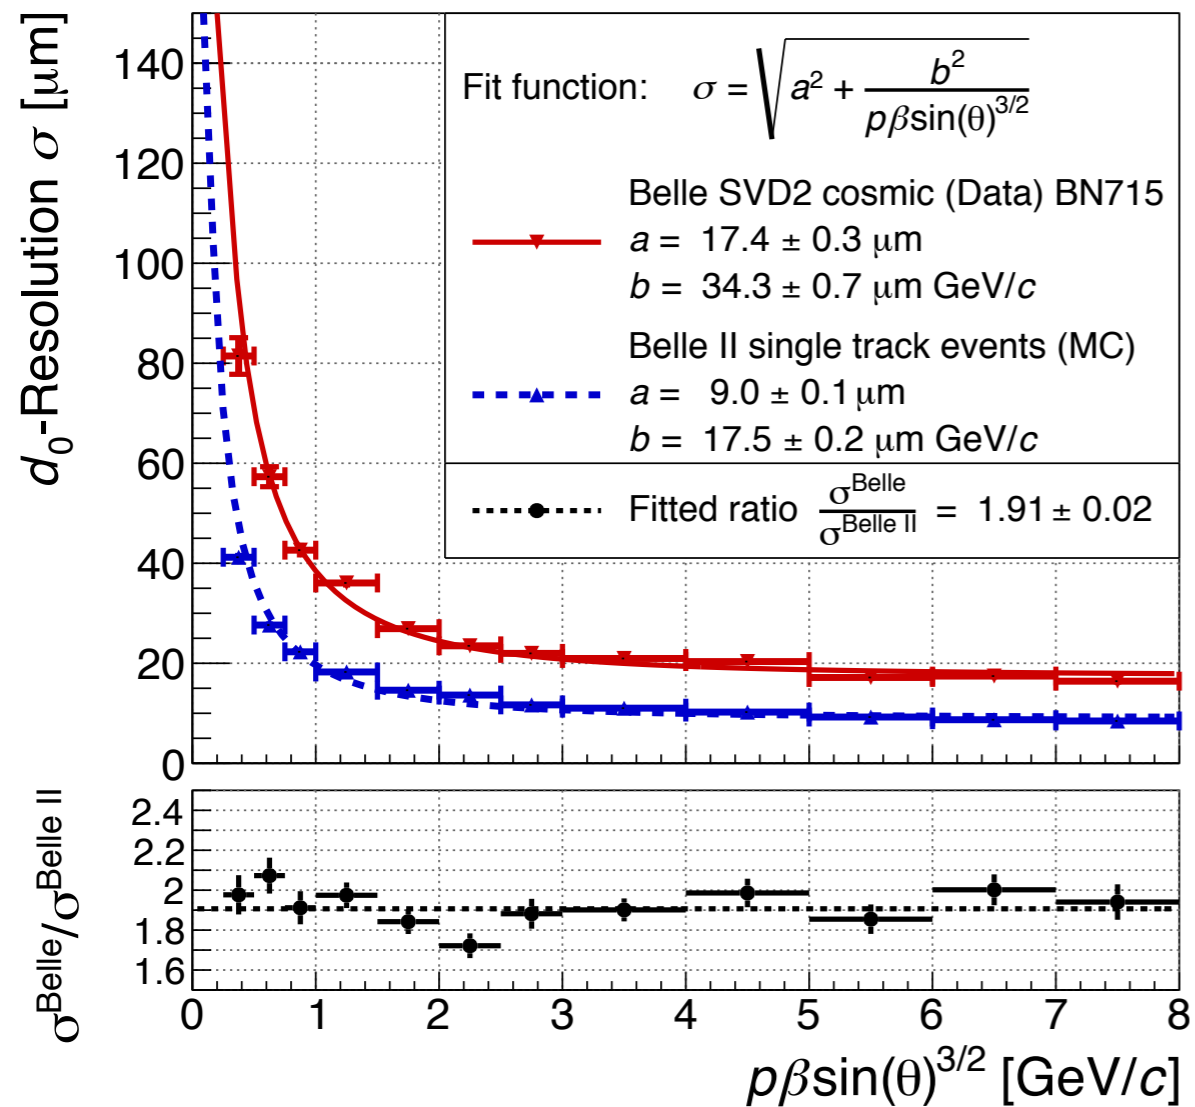 d₀-Resolution σ [μm]
140
120
100
80
60
40
20
0
Fit function: σ = √(a² + b² / pβsin(θ)^3/2)
Belle SVD2 cosmic (Data) BN715
a = 17.4 ± 0.3 μm
b = 34.3 ± 0.7 μm GeV/c
Belle II single track events (MC)
a = 9.0 ± 0.1 μm
b = 17.5 ± 0.2 μm GeV/c
Fitted ratio σ^Belle / σ^Belle II = 1.91 ± 0.02
σ^Belle/σ^Belle II
2.4
2.2
2
1.8
1.6
0 1 2 3 4 5 6 7 8
pβsin(θ)^3/2 [GeV/c]